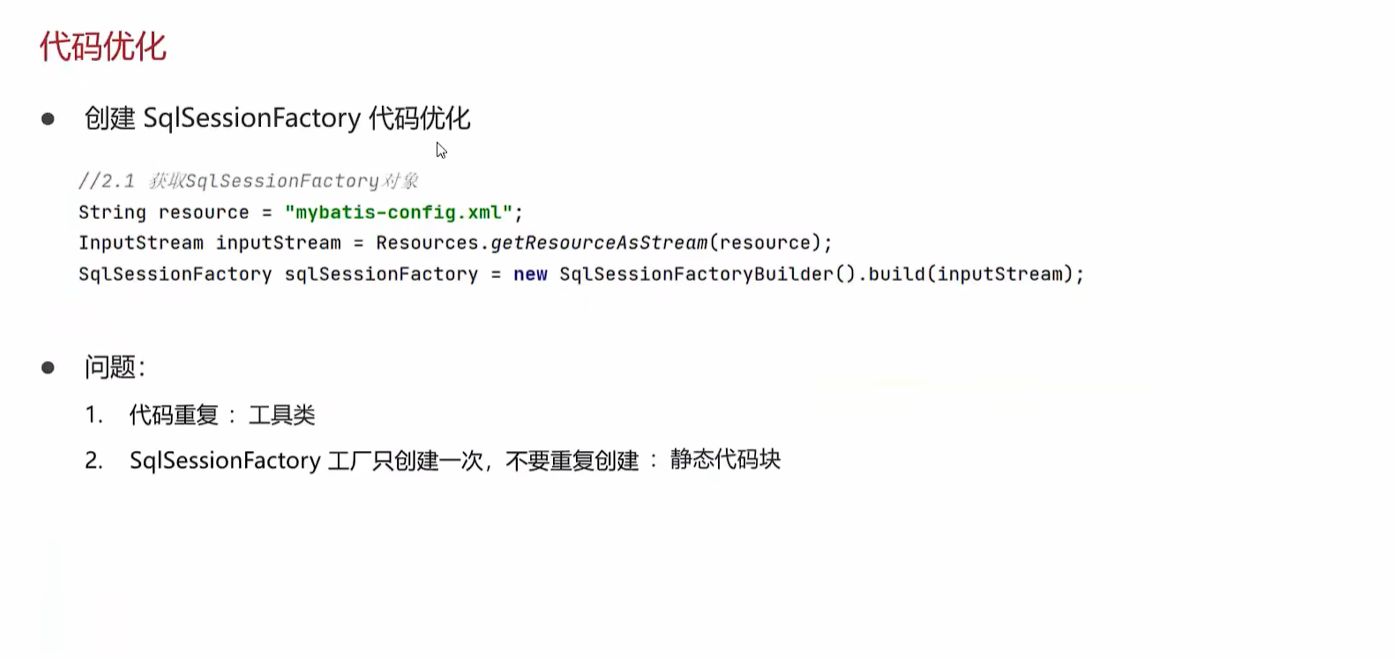 代码优化
● 创建 SqlSessionFactory 代码优化
//2.1 获取SqlSessionFactory对象
String resource = "mybatis-config.xml";
InputStream inputStream = Resources.getResourceAsStream(resource);
SqlSessionFactory sqlSessionFactory = new SqlSessionFactoryBuilder().build(inputStream);
● 问题：
1. 代码重复 ：工具类
2. SqlSessionFactory 工厂只创建一次，不要重复创建 ：静态代码块